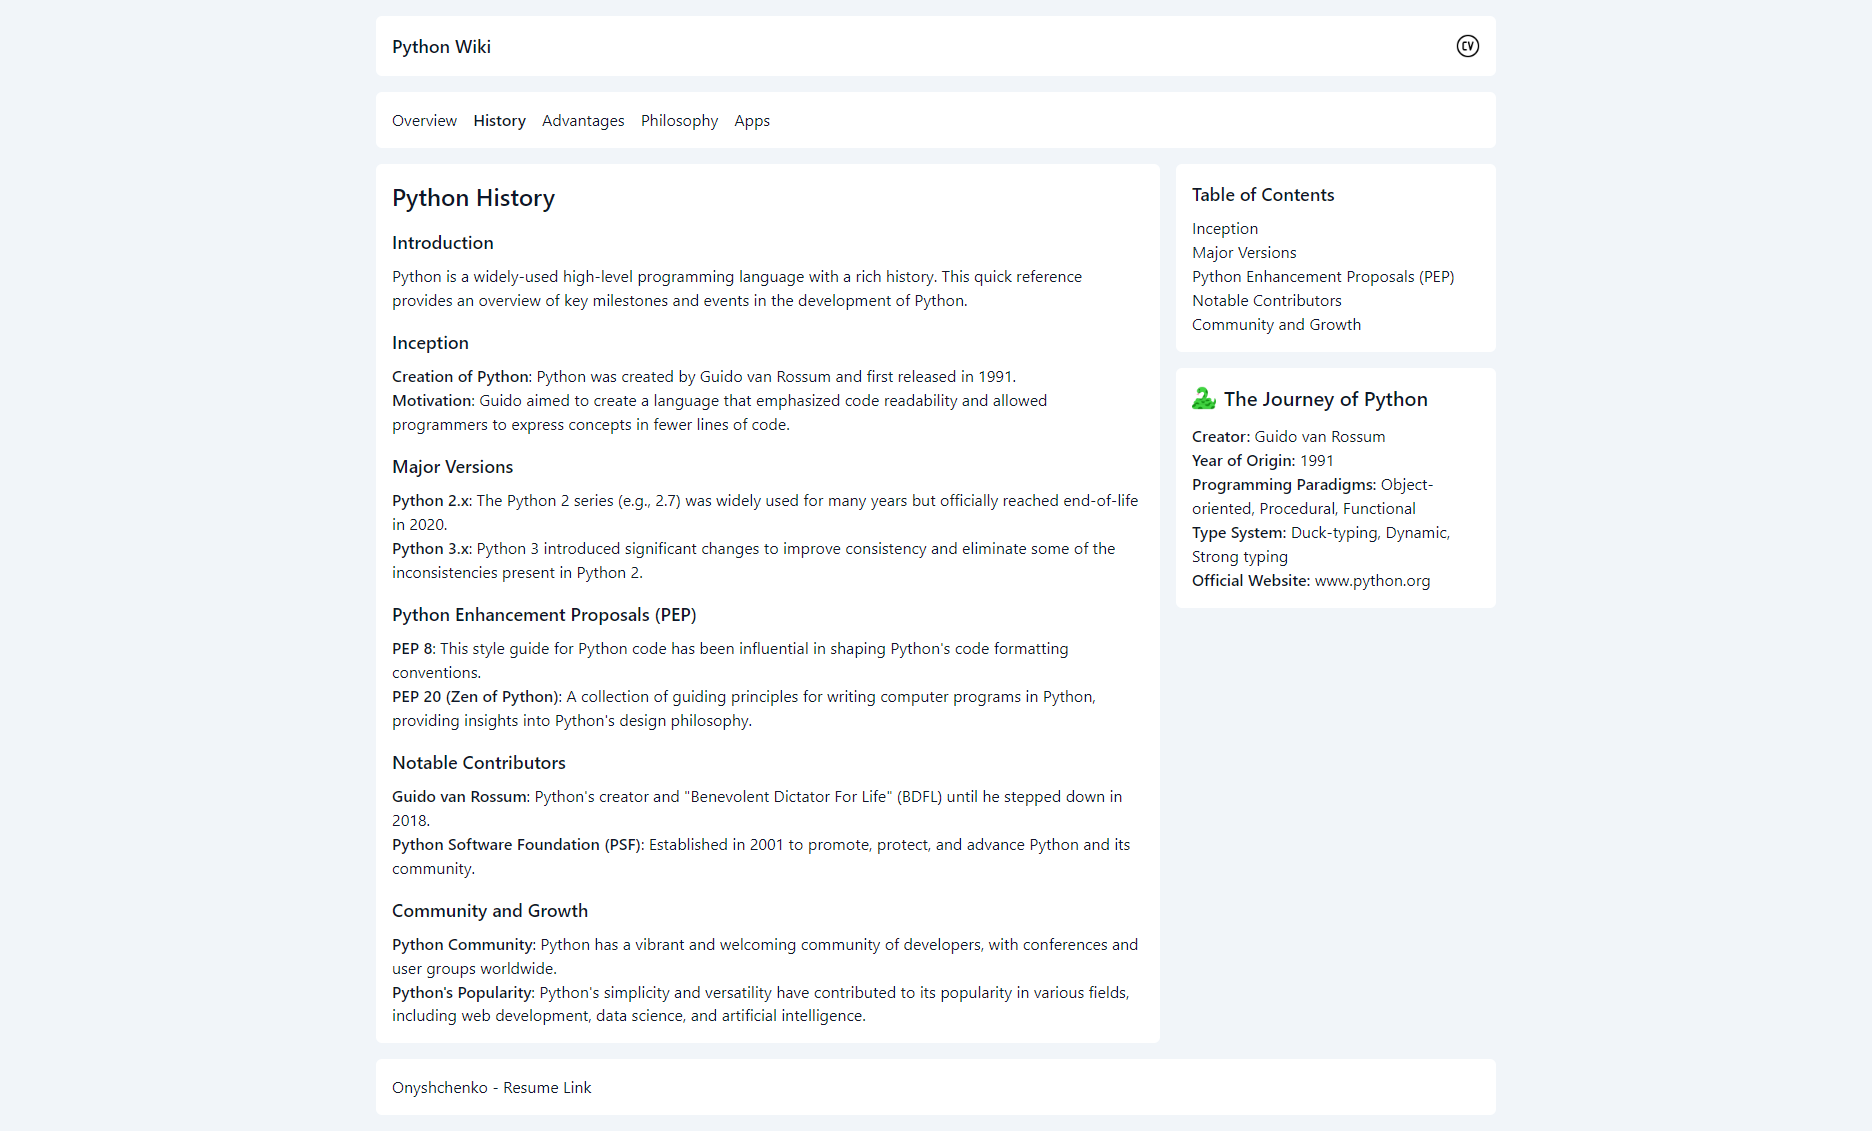 Python Wiki
CV
Overview History Advantages Philosophy Apps
Python History
Introduction
Python is a widely-used high-level programming language with a rich history. This quick reference
provides an overview of key milestones and events in the development of Python.
Inception
Creation of Python: Python was created by Guido van Rossum and first released in 1991.
Motivation: Guido aimed to create a language that emphasized code readability and allowed
programmers to express concepts in fewer lines of code.
Major Versions
Python 2.x: The Python 2 series (e.g., 2.7) was widely used for many years but officially reached end-of-life
in 2020.
Python 3.x: Python 3 introduced significant changes to improve consistency and eliminate some of the
inconsistencies present in Python 2.
Python Enhancement Proposals (PEP)
PEP 8: This style guide for Python code has been influential in shaping Python's code formatting
conventions.
PEP 20 (Zen of Python): A collection of guiding principles for writing computer programs in Python,
providing insights into Python's design philosophy.
Notable Contributors
Guido van Rossum: Python's creator and "Benevolent Dictator For Life" (BDFL) until he stepped down in
2018.
Python Software Foundation (PSF): Established in 2001 to promote, protect, and advance Python and its
community.
Community and Growth
Python Community: Python has a vibrant and welcoming community of developers, with conferences and
user groups worldwide.
Python's Popularity: Python's simplicity and versatility have contributed to its popularity in various fields,
including web development, data science, and artificial intelligence.
Table of Contents
Inception
Major Versions
Python Enhancement Proposals (PEP)
Notable Contributors
Community and Growth
The Journey of Python
Creator: Guido van Rossum
Year of Origin: 1991
Programming Paradigms: Object-
oriented, Procedural, Functional
Type System: Duck-typing, Dynamic,
Strong typing
Official Website: www.python.org
Onyshchenko - Resume Link